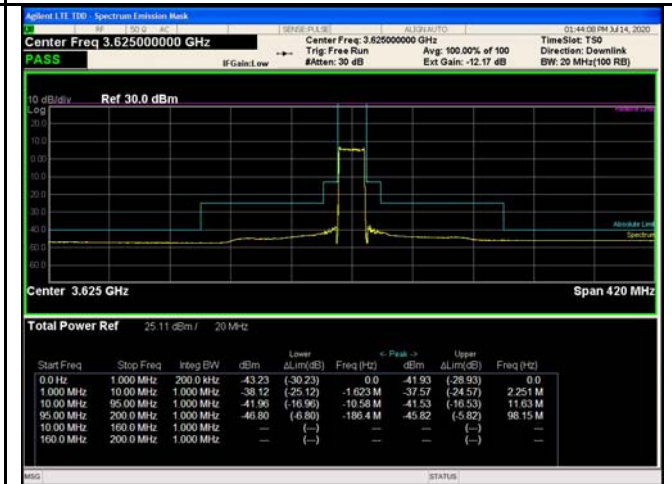 Agilent LTE TDD - Spectrum Emission Mask
RF 50 Ω AC SENSE:PULSE ALIGN AUTO 01:44:08 PM Jul 14, 2020
Center Freq 3.625000000 GHz Center Freq: 3.625000000 GHz TimeSlot: TS0
Trig: Free Run Avg: 100.00% of 100 Direction: Downlink
PASS IFGain:Low #Atten: 30 dB Ext Gain: -12.17 dB BW: 20 MHz(100 RB)
10 dB/div Ref 30.0 dBm
Log
Relative Limit
20.0
10.0
0.00
-10.0
-20.0
-30.0
-40.0
Absolute Limit
Spectrum
Center 3.625 GHz Span 420 MHz
Total Power Ref 25.11 dBm / 20 MHz
Lower <- Peak -> Upper
Start Freq Stop Freq Integ BW dBm ΔLim(dB) Freq (Hz) dBm ΔLim(dB) Freq (Hz)
0.0 Hz 1.000 MHz 200.0 kHz -43.23 (-30.23) 0.0 -41.93 (-28.93) 0.0
1.000 MHz 10.00 MHz 1.000 MHz -38.12 (-25.12) -1.623 M -37.57 (-24.57) 2.251 M
10.00 MHz 95.00 MHz 1.000 MHz -41.96 (-16.96) -10.58 M -41.53 (-16.53) 11.63 M
95.00 MHz 200.0 MHz 1.000 MHz -46.80 (-6.80) -186.4 M -45.82 (-5.82) 98.15 M
10.00 MHz 160.0 MHz 1.000 MHz --- (---) --- (---)
160.0 MHz 200.0 MHz 1.000 MHz --- (---) --- (---)
MSG STATUS